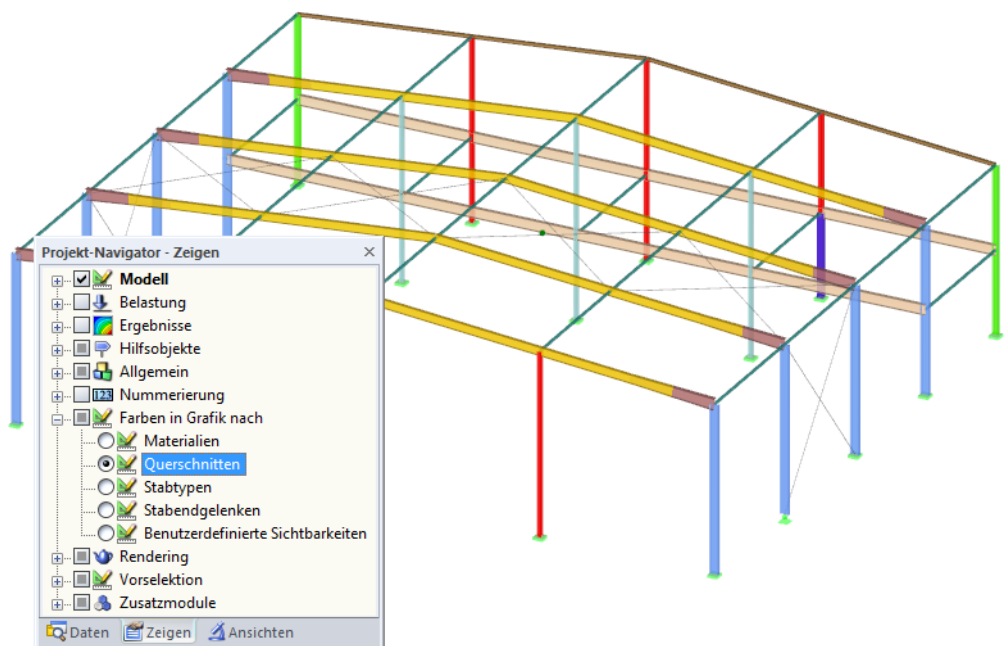 Projekt-Navigator - Zeigen
Modell
Belastung
Ergebnisse
Hilfsobjekte
Allgemein
123 Nummerierung
Farben in Grafik nach
Materialien
Querschnitten
Stabtypen
Stabendgelenken
Benutzerdefinierte Sichtbarkeiten
Rendering
Vorselektion
Zusatzmodule
Daten Zeigen Ansichten